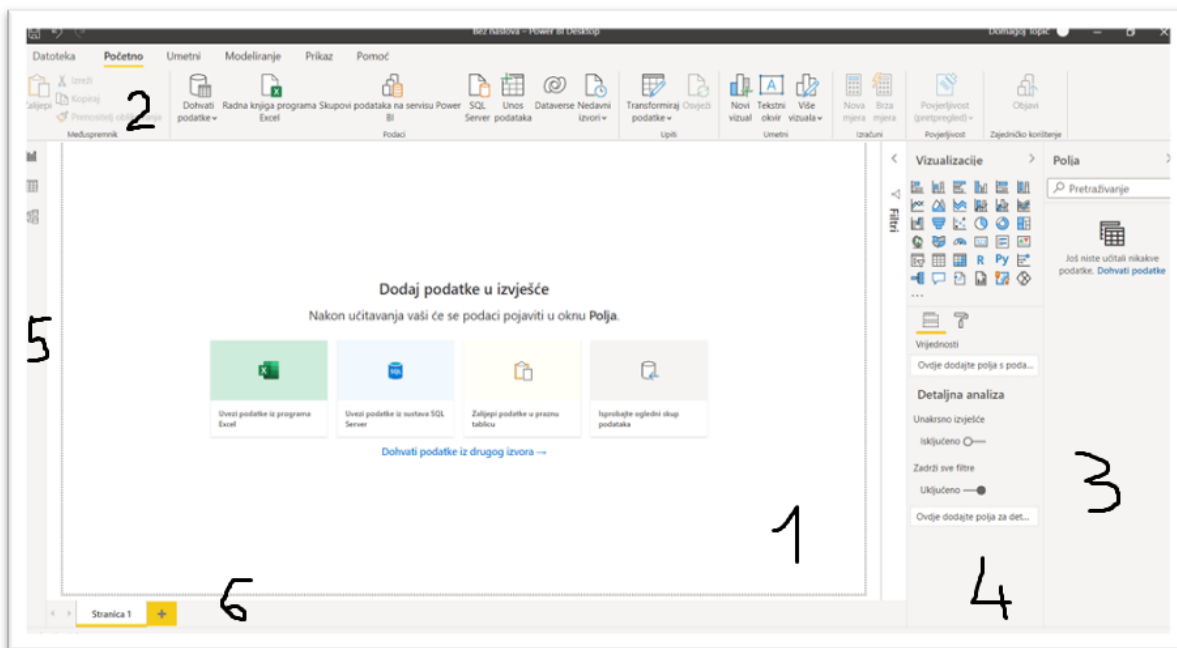 Bez naslova - Power BI Desktop
Domagoj Topić
Datoteka Početno Umetni Modeliranje Prikaz Pomoć
Zalijepi
Izreži
Kopiraj
Prenositelj oblikovanja
2
Međuspremnik
Dohvati podatke
Radna knjiga programa Excel
Skupovi podataka na servisu Power BI
SQL Server
Unos podataka
Dataverse
Nedavni izvori
Podaci
Transformiraj podatke
Osvježi
Upiti
Novi vizual
Tekstni okvir
Više vizuala
Umetni
Nova mjera
Brza mjera
Izračuni
Povjerljivost (pretpregled)
Povjerljivost
Objavi
Zajedničko korištenje
Dodaj podatke u izvješće
Nakon učitavanja vaši će se podaci pojaviti u oknu Polja.
Uvezi podatke iz programa
Excel
Uvezi podatke iz sustava SQL
Server
Zalijepi podatke u praznu
tablicu
Isprobajte ogledni skup
podataka
Dohvati podatke iz drugog izvora →
5
1
6
Stranica 1 +
Filtri
Vizualizacije
R Py
...
Vrijednosti
Ovdje dodajte polja s poda...
Detaljna analiza
Unakrsno izvješće
Isključeno
Zadrži sve filtre
Uključeno
Ovdje dodajte polja za det...
4
Polja
Pretraživanje
Još niste učitali nikakve
podatke. Dohvati podatke
3